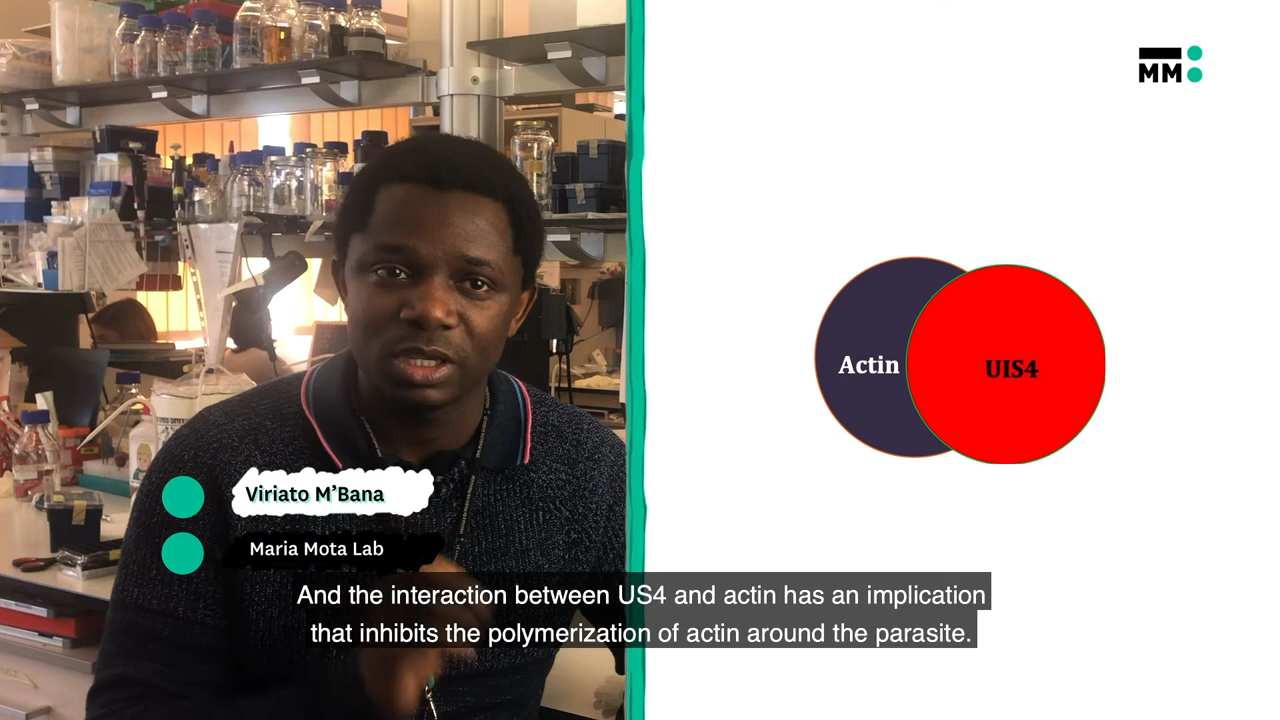 MM
Actin
UIS4
Viriato M’Bana
Maria Mota Lab
And the interaction between US4 and actin has an implication
that inhibits the polymerization of actin around the parasite.